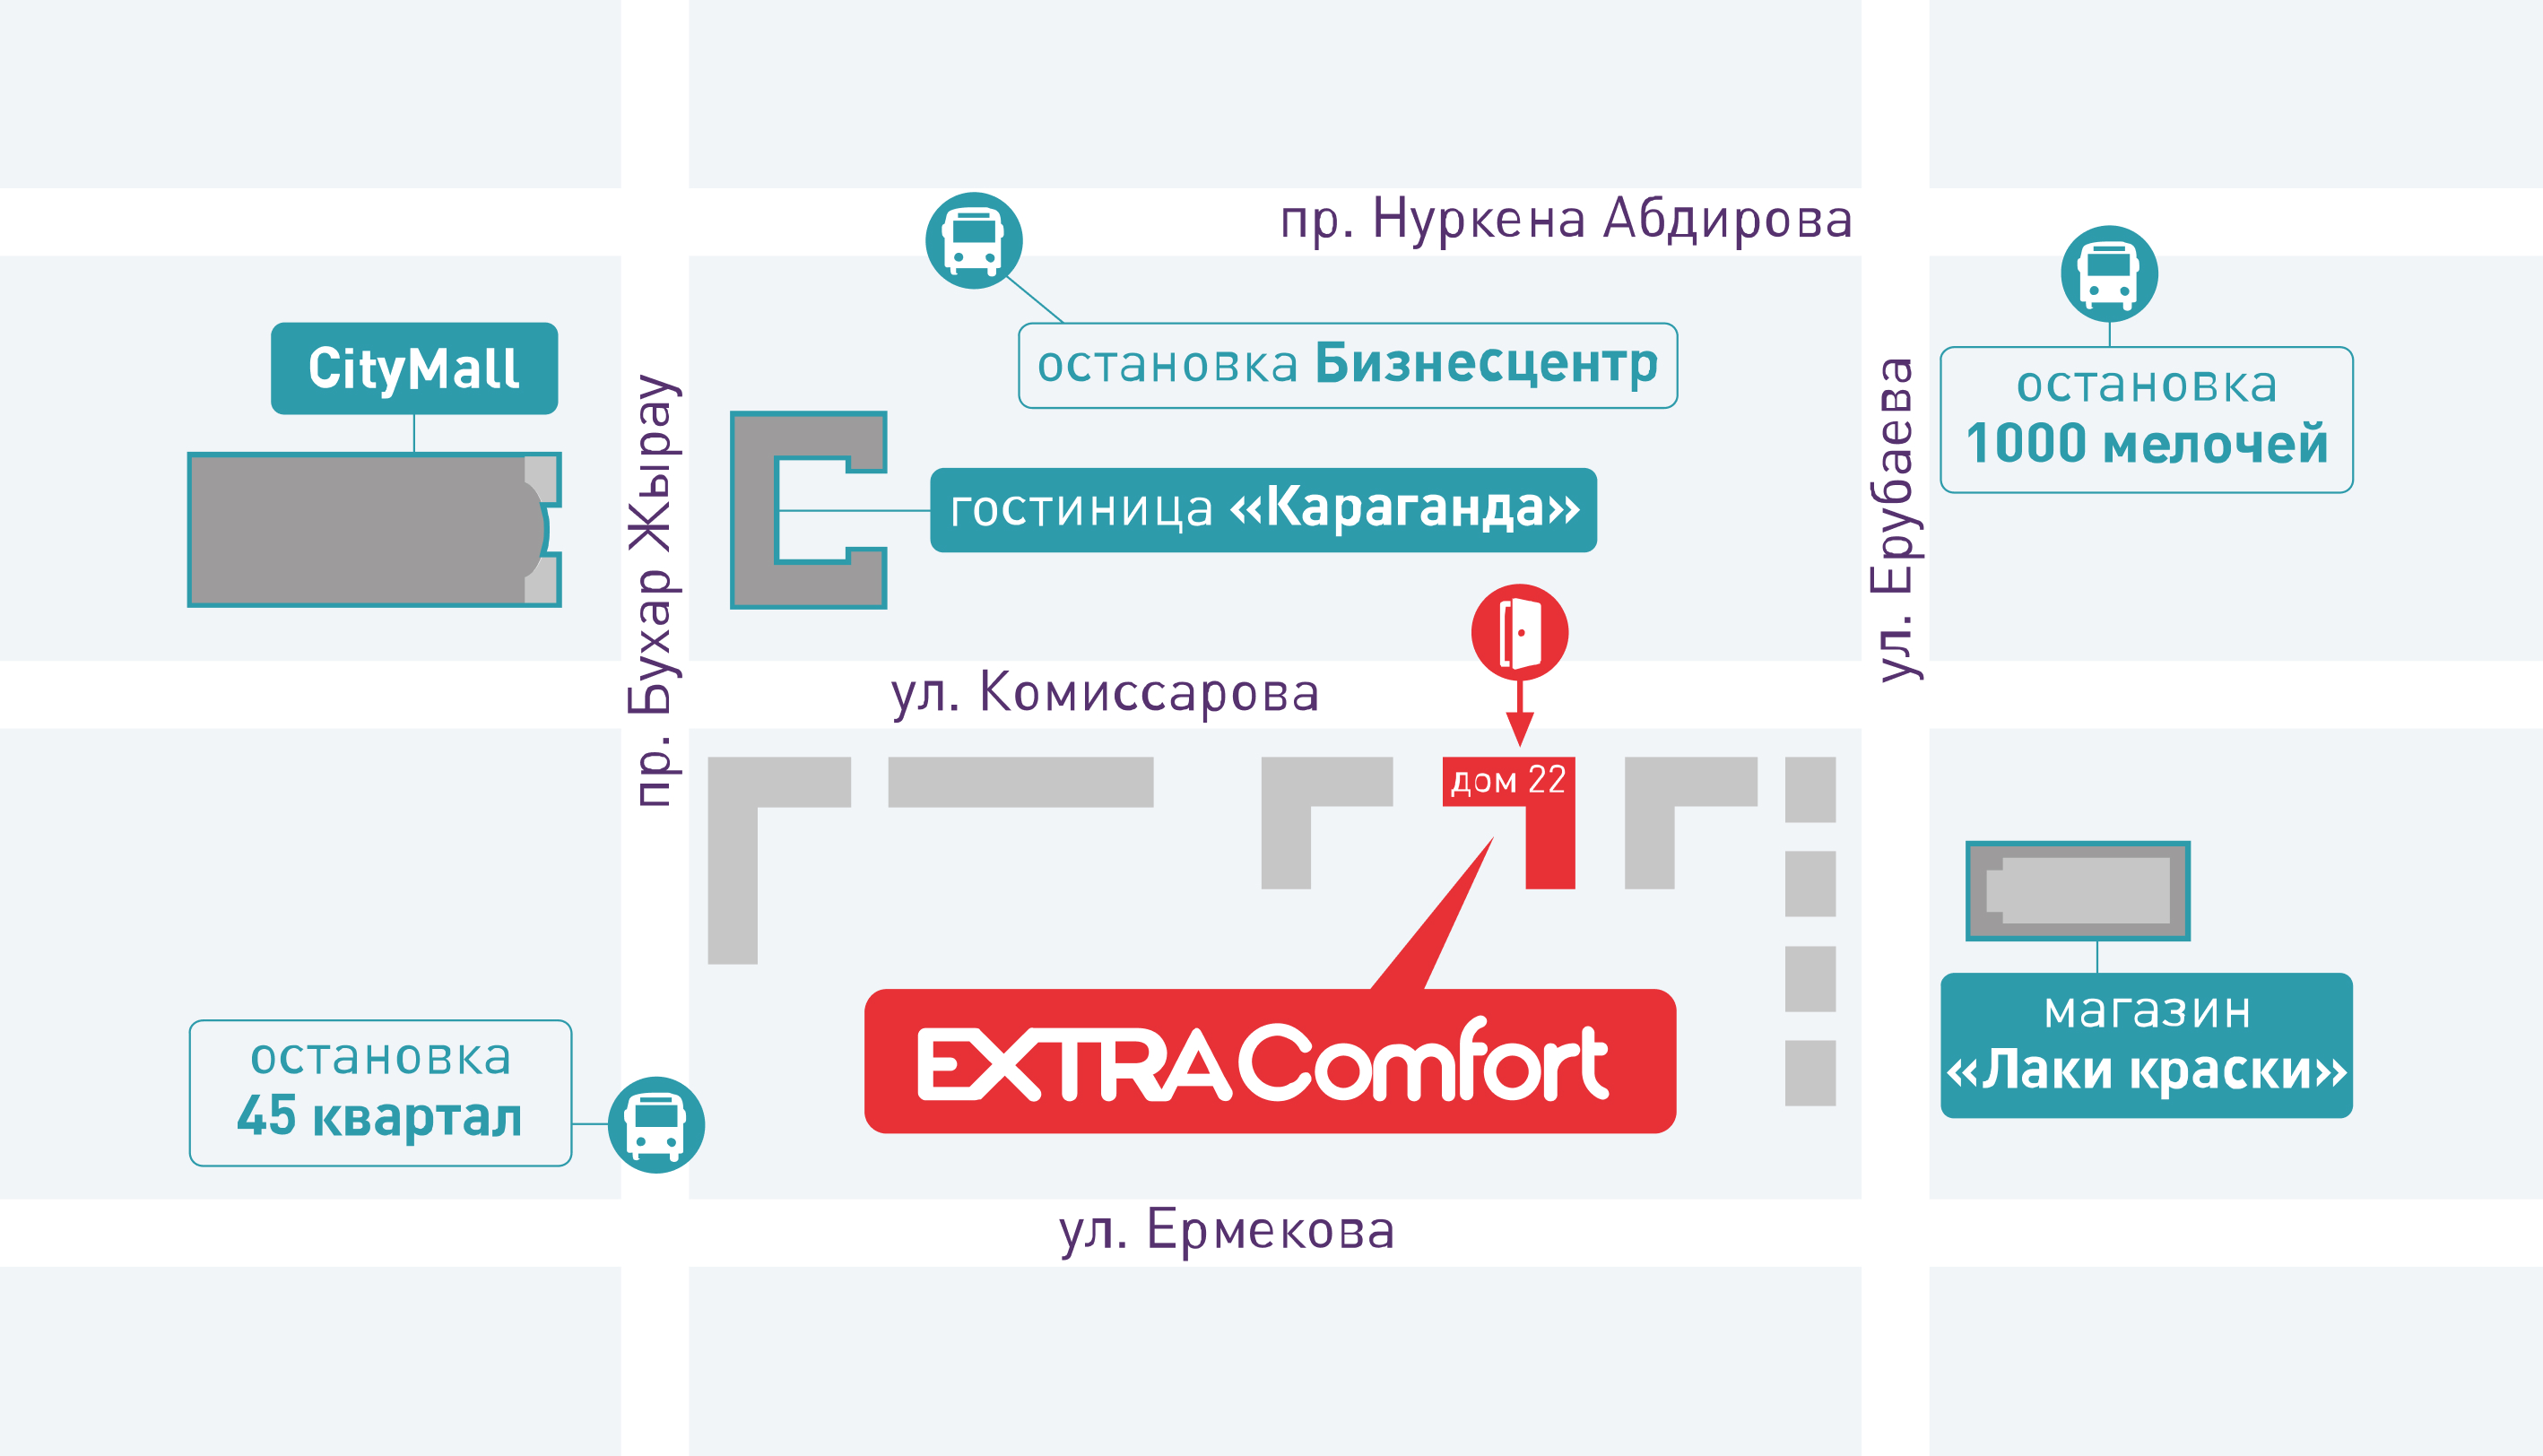 пр. Нуркена Абдирова
CityMall
остановка Бизнесцентр
остановка
1000 мелочей
пр. Бухар Жырау
гостиница «Караганда»
ул. Ерубаева
ул. Комиссарова
дом 22
EXTRAComfort
магазин
«Лаки краски»
остановка
45 квартал
ул. Ермекова